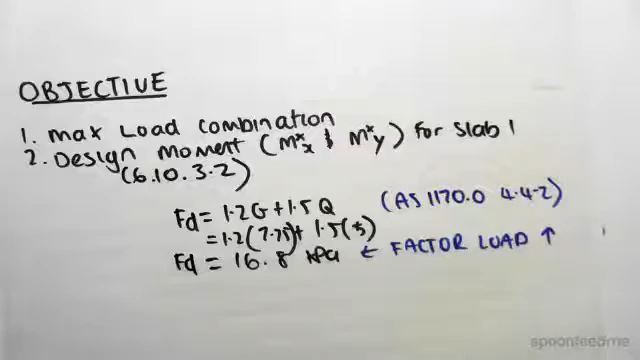 OBJECTIVE
1. Max Load Combination
2. Design Moment (M*x & M*y) for Slab 1
(6.10.3.2)
Fd = 1.2G + 1.5Q (AS 1170.0 4.4.2)
= 1.2(7.75) + 1.5(5)
Fd = 16.8 kPa ← FACTOR LOAD ↑
spoonfeedme